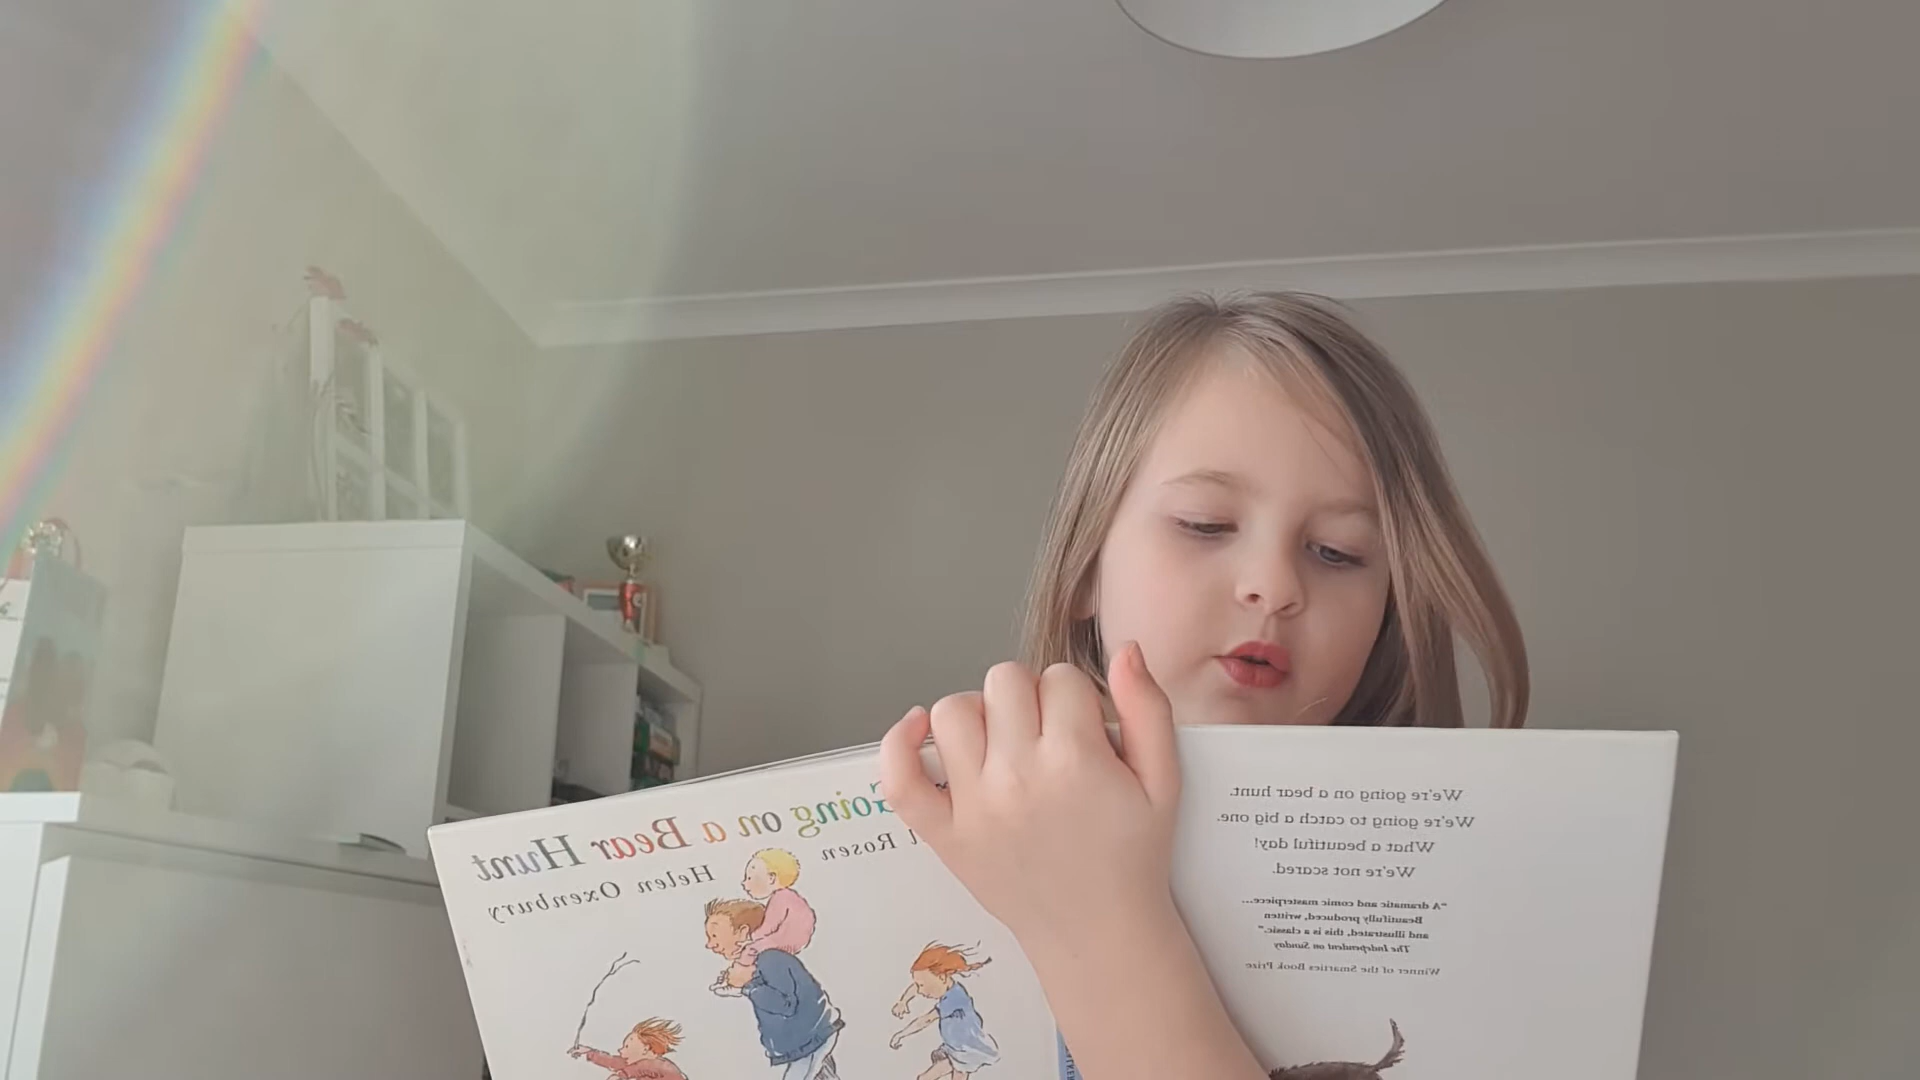 Going on a Bear Hunt
Rosen Helen Oxenbury
We're going on a bear hunt.
We're going to catch a big one.
What a beautiful day!
We're not scared.
"A dramatic and comic masterpiece...
Beautifully produced, written
and illustrated, this is a classic."
The Independent on Sunday
Winner of the Smarties Book Prize